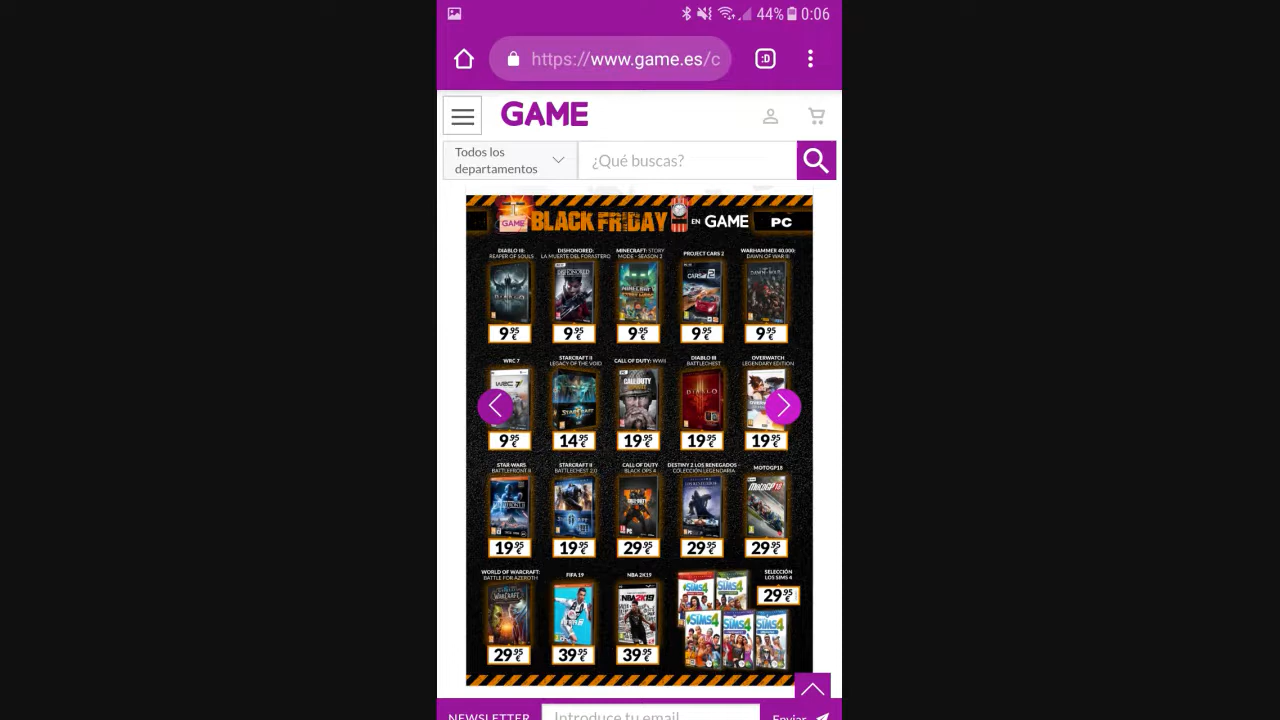 44% 0:06
https://www.game.es/c
:D
GAME
Todos los
departamentos
¿Qué buscas?
GAME BLACK FRIDAY EN GAME PC
DIABLO III:
REAPER OF SOULS
DISHONORED:
LA MUERTE DEL FORASTERO
MINECRAFT: STORY
MODE - SEASON 2
PROJECT CARS 2
WARHAMMER 40.000:
DAWN OF WAR III
9,95 € 9,95 € 9,95 € 9,95 € 9,95 €
WRC 7
STARCRAFT II
LEGACY OF THE VOID
CALL OF DUTY: WWII
DIABLO III
BATTLECHEST
OVERWATCH
LEGENDARY EDITION
9,95 € 14,95 € 19,95 € 19,95 € 19,95 €
STAR WARS
BATTLEFRONT II
STARCRAFT II
BATTLECHEST 2.0
CALL OF DUTY
BLACK OPS 4
DESTINY 2 LOS RENEGADOS -
COLECCIÓN LEGENDARIA
MOTOGP18
19,95 € 19,95 € 29,95 € 29,95 € 29,95 €
WORLD OF WARCRAFT:
BATTLE FOR AZEROTH
FIFA 19
NBA 2K19
SELECCIÓN
LOS SIMS 4
29,95 €
29,95 € 39,95 € 39,95 €
NEWSLETTER Introduce tu email Enviar